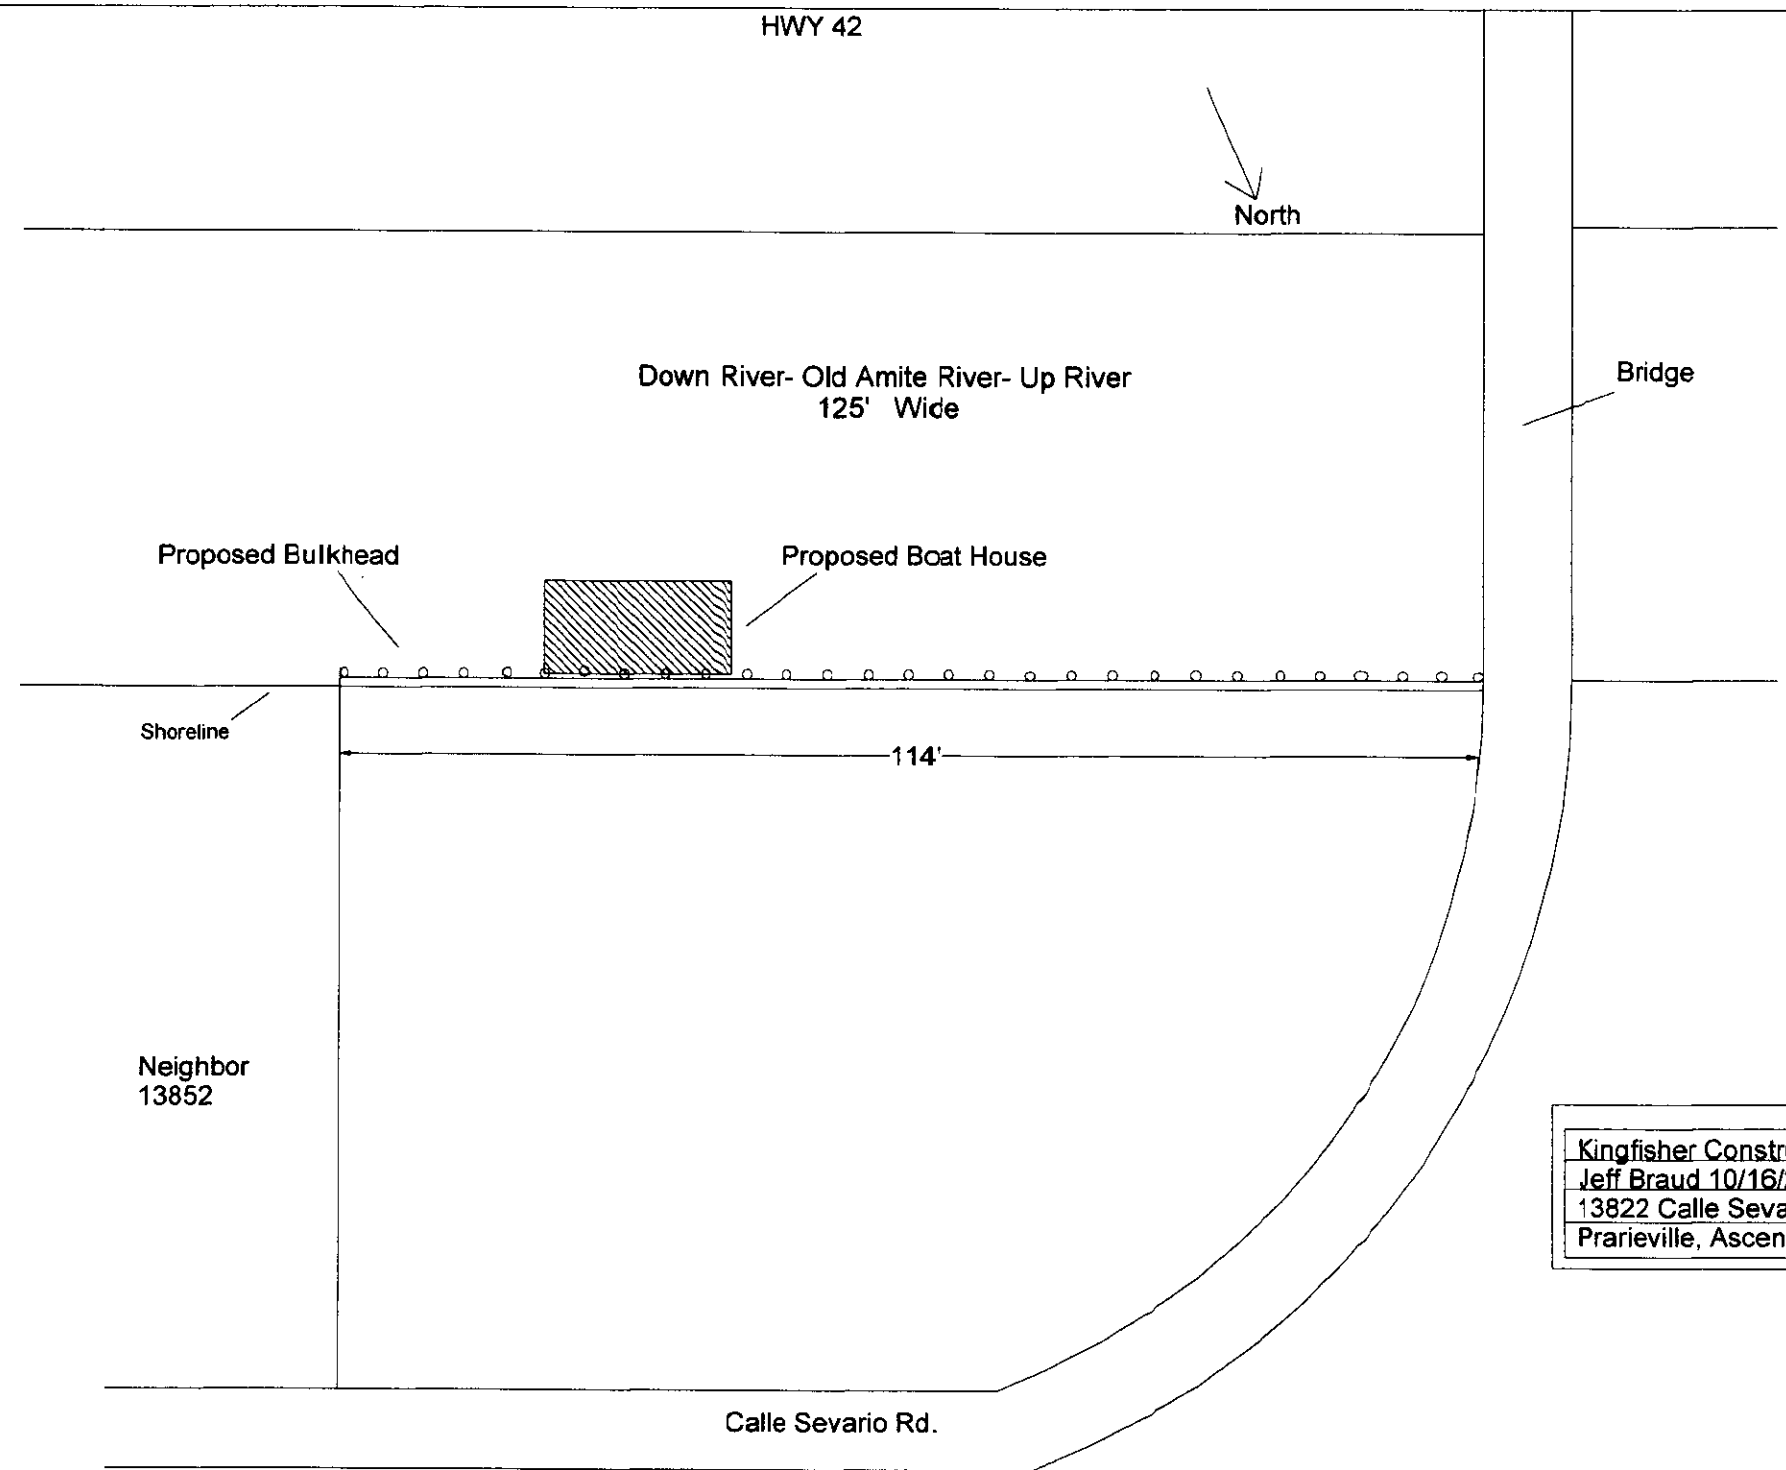 HWY 42
North
Down River- Old Amite River- Up River
125' Wide
Bridge
Proposed Bulkhead
Proposed Boat House
Shoreline
114'
Neighbor
13852
Kingfisher Constr
Jeff Braud 10/16/
13822 Calle Seva
Prarieville, Ascen
Calle Sevario Rd.